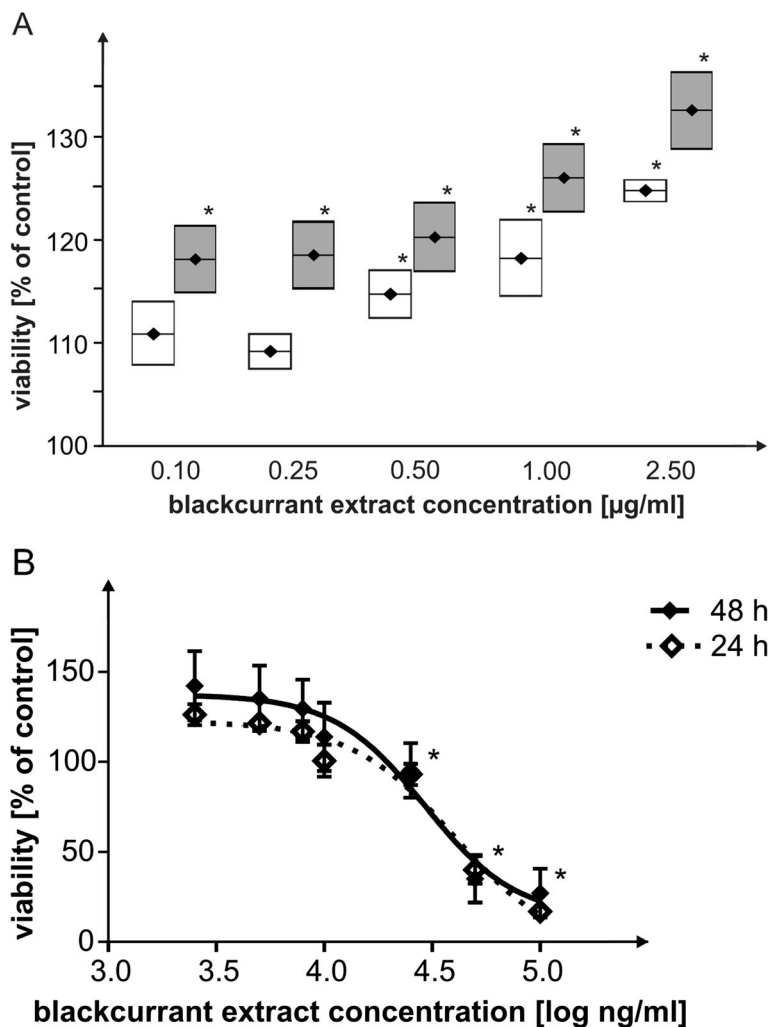 A
viability [% of control]
130
120
110
100
* * * * * * * *
0.10 0.25 0.50 1.00 2.50
blackcurrant extract concentration [µg/ml]
B
viability [% of control]
150
100
50
0
* * *
48 h
24 h
3.0 3.5 4.0 4.5 5.0
blackcurrant extract concentration [log ng/ml]